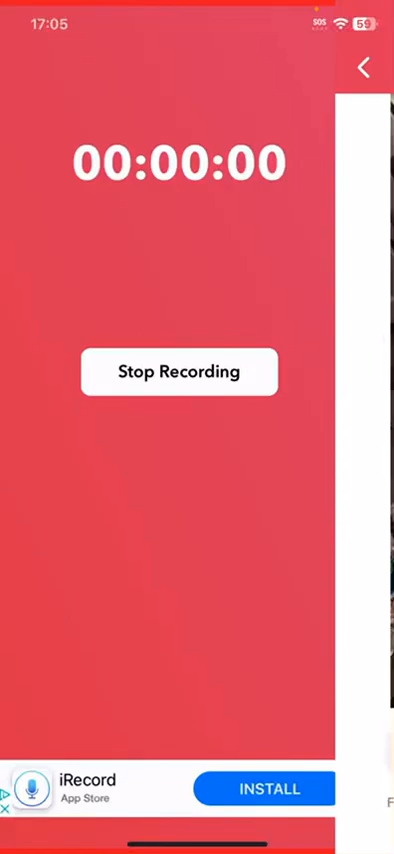 17:05
SOS
59
00:00:00
Stop Recording
iRecord
App Store
INSTALL
F